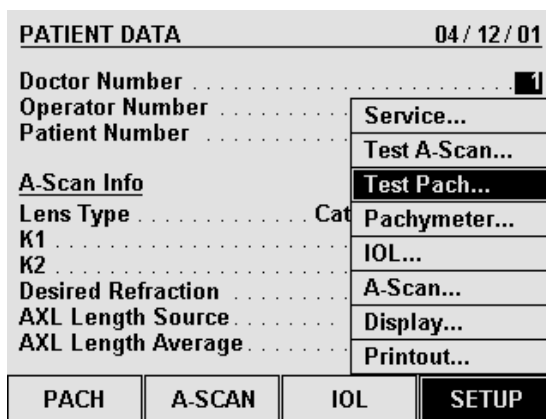 PATIENT DATA 04/12/01
Doctor Number . . . . . . . . . . . . . . . . . . . . . . . . . 1
Operator Number . . . . . . . . . . .
Patient Number . . . . . . . . . . .
A-Scan Info
Lens Type . . . . . . . . . . . . . . Cat
K1 . . . . . . . . . . . . . . . . . . . . . .
K2 . . . . . . . . . . . . . . . . . . . . . .
Desired Refraction . . . . . . . . .
AXL Length Source . . . . . . . .
AXL Length Average . . . . . . .
Service...
Test A-Scan...
Test Pach...
Pachymeter...
IOL...
A-Scan...
Display...
Printout...
PACH A-SCAN IOL SETUP